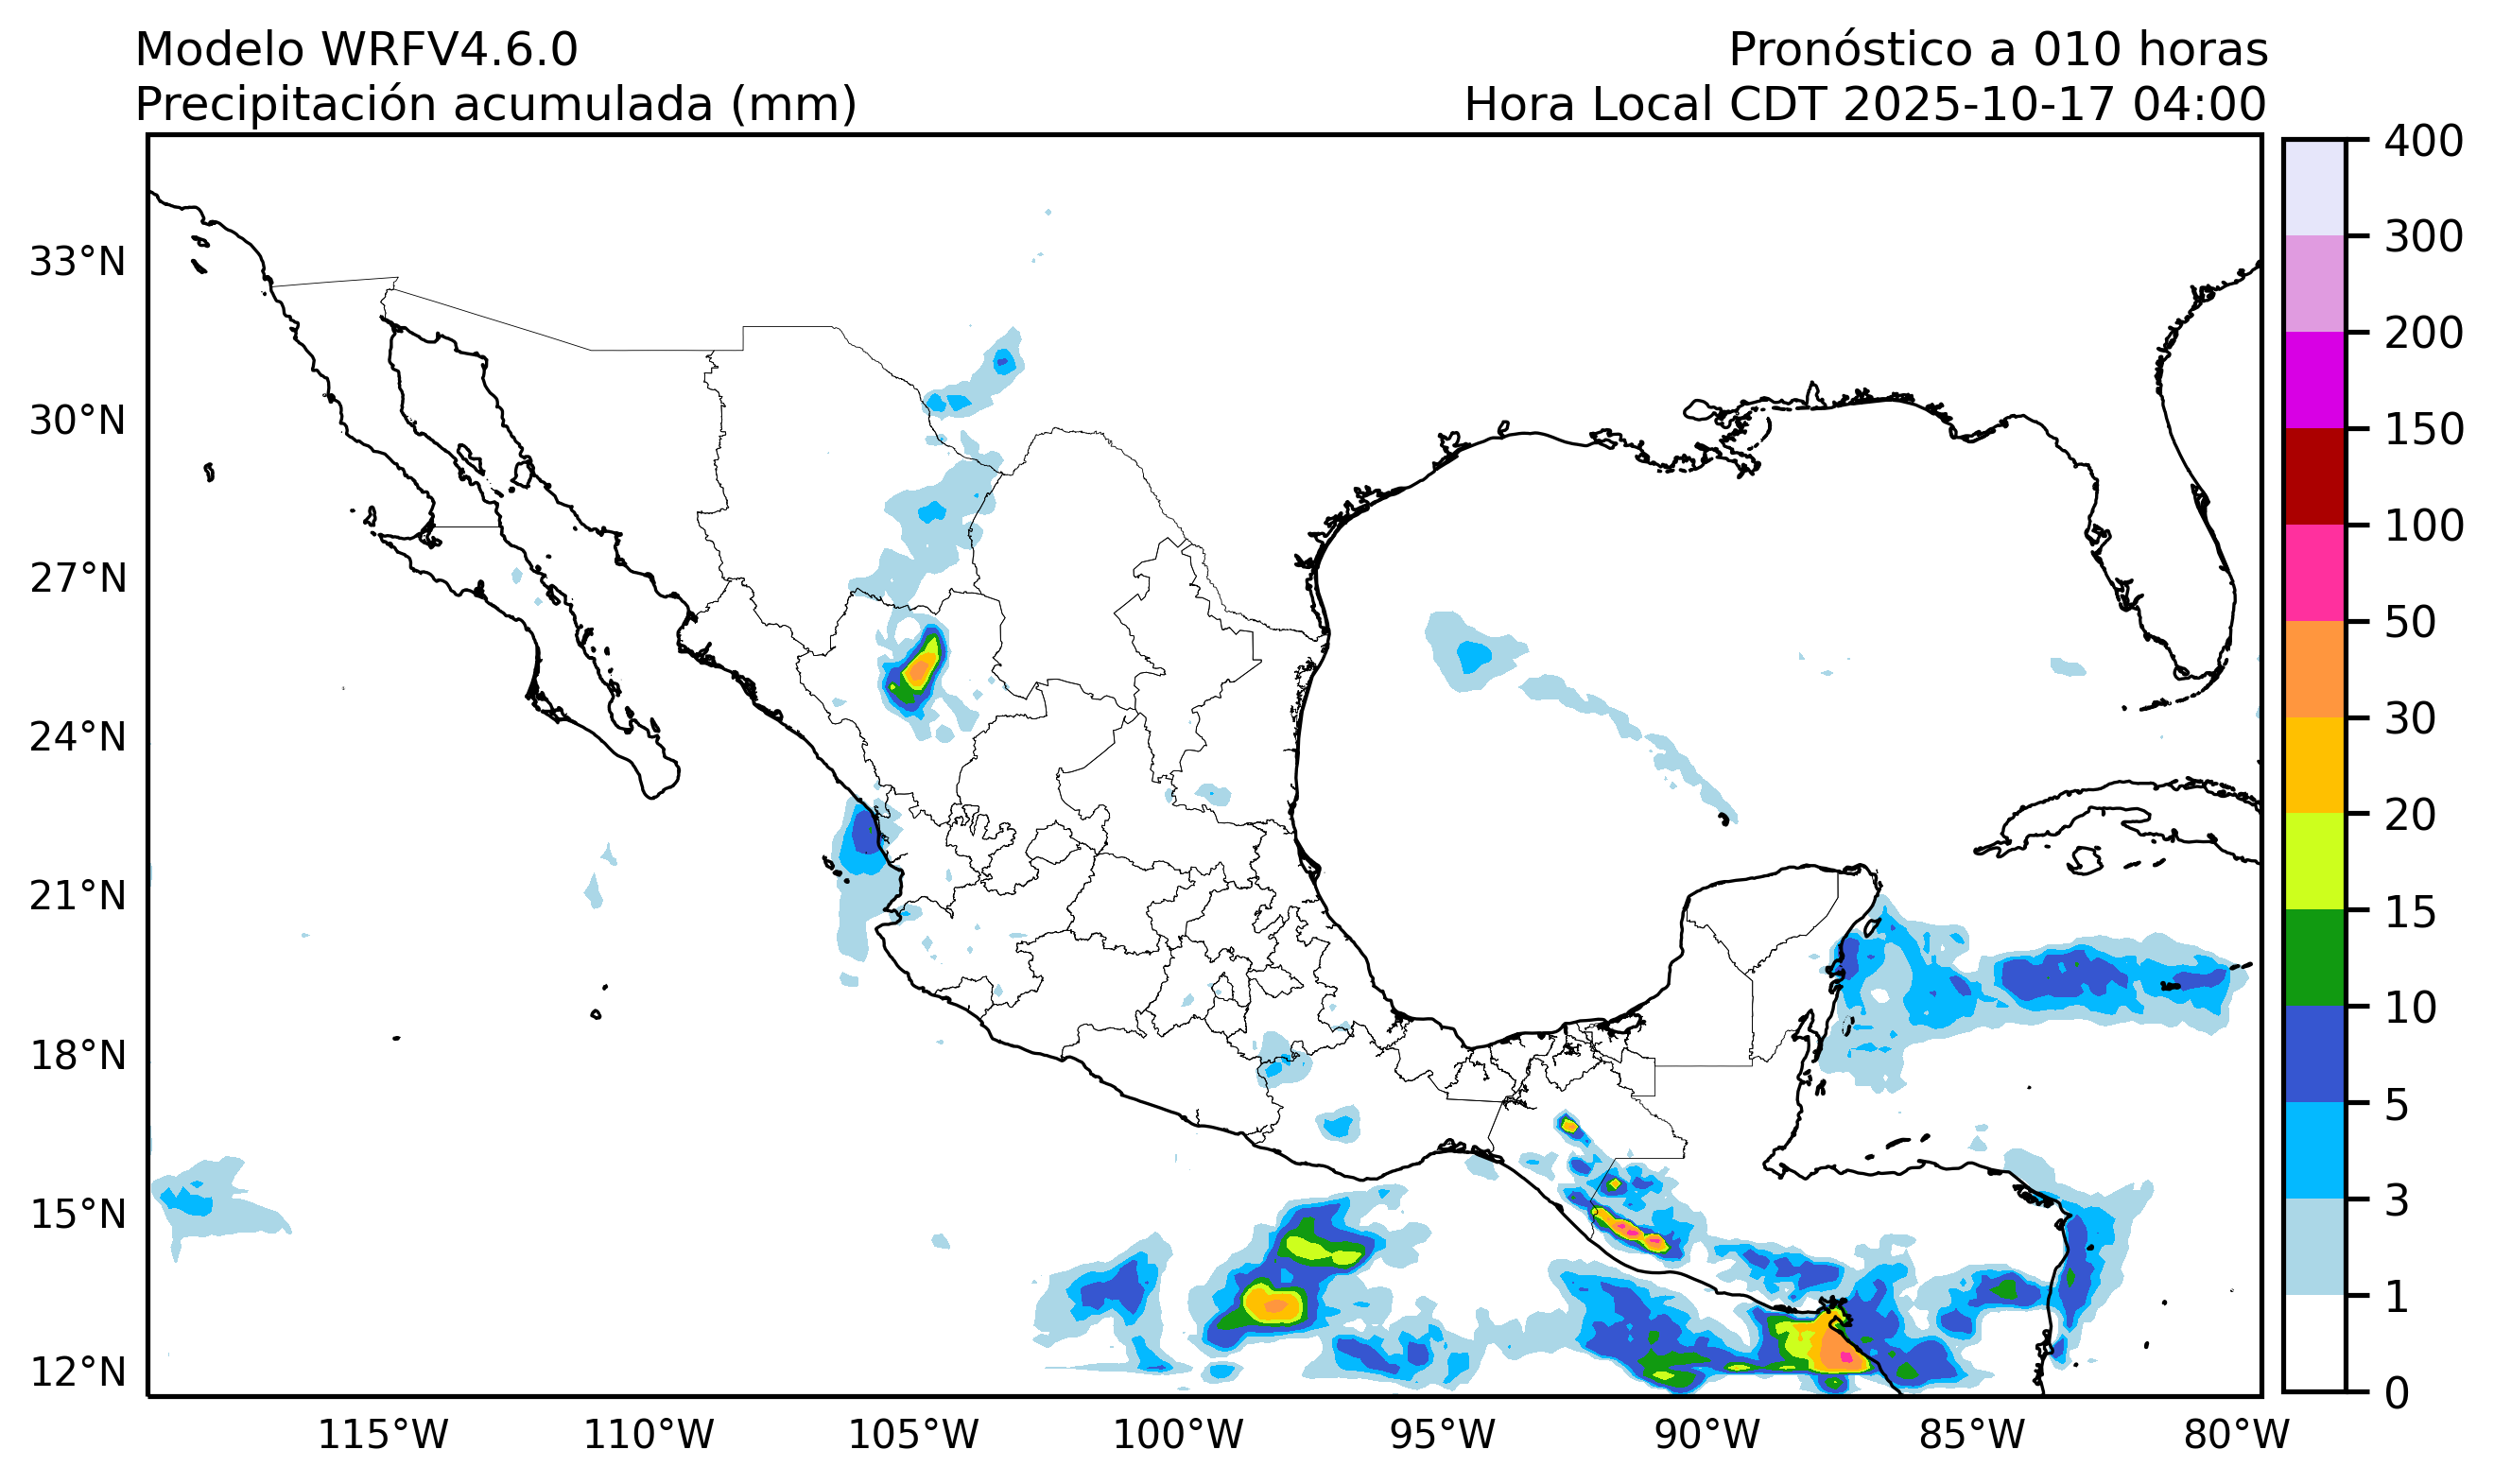 Modelo WRFV4.6.0
Precipitación acumulada (mm)
Pronóstico a 010 horas
Hora Local CDT 2025-10-17 04:00
33°N
30°N
27°N
24°N
21°N
18°N
15°N
12°N
115°W
110°W
105°W
100°W
95°W
90°W
85°W
80°W
400
300
200
150
100
50
30
20
15
10
5
3
1
0